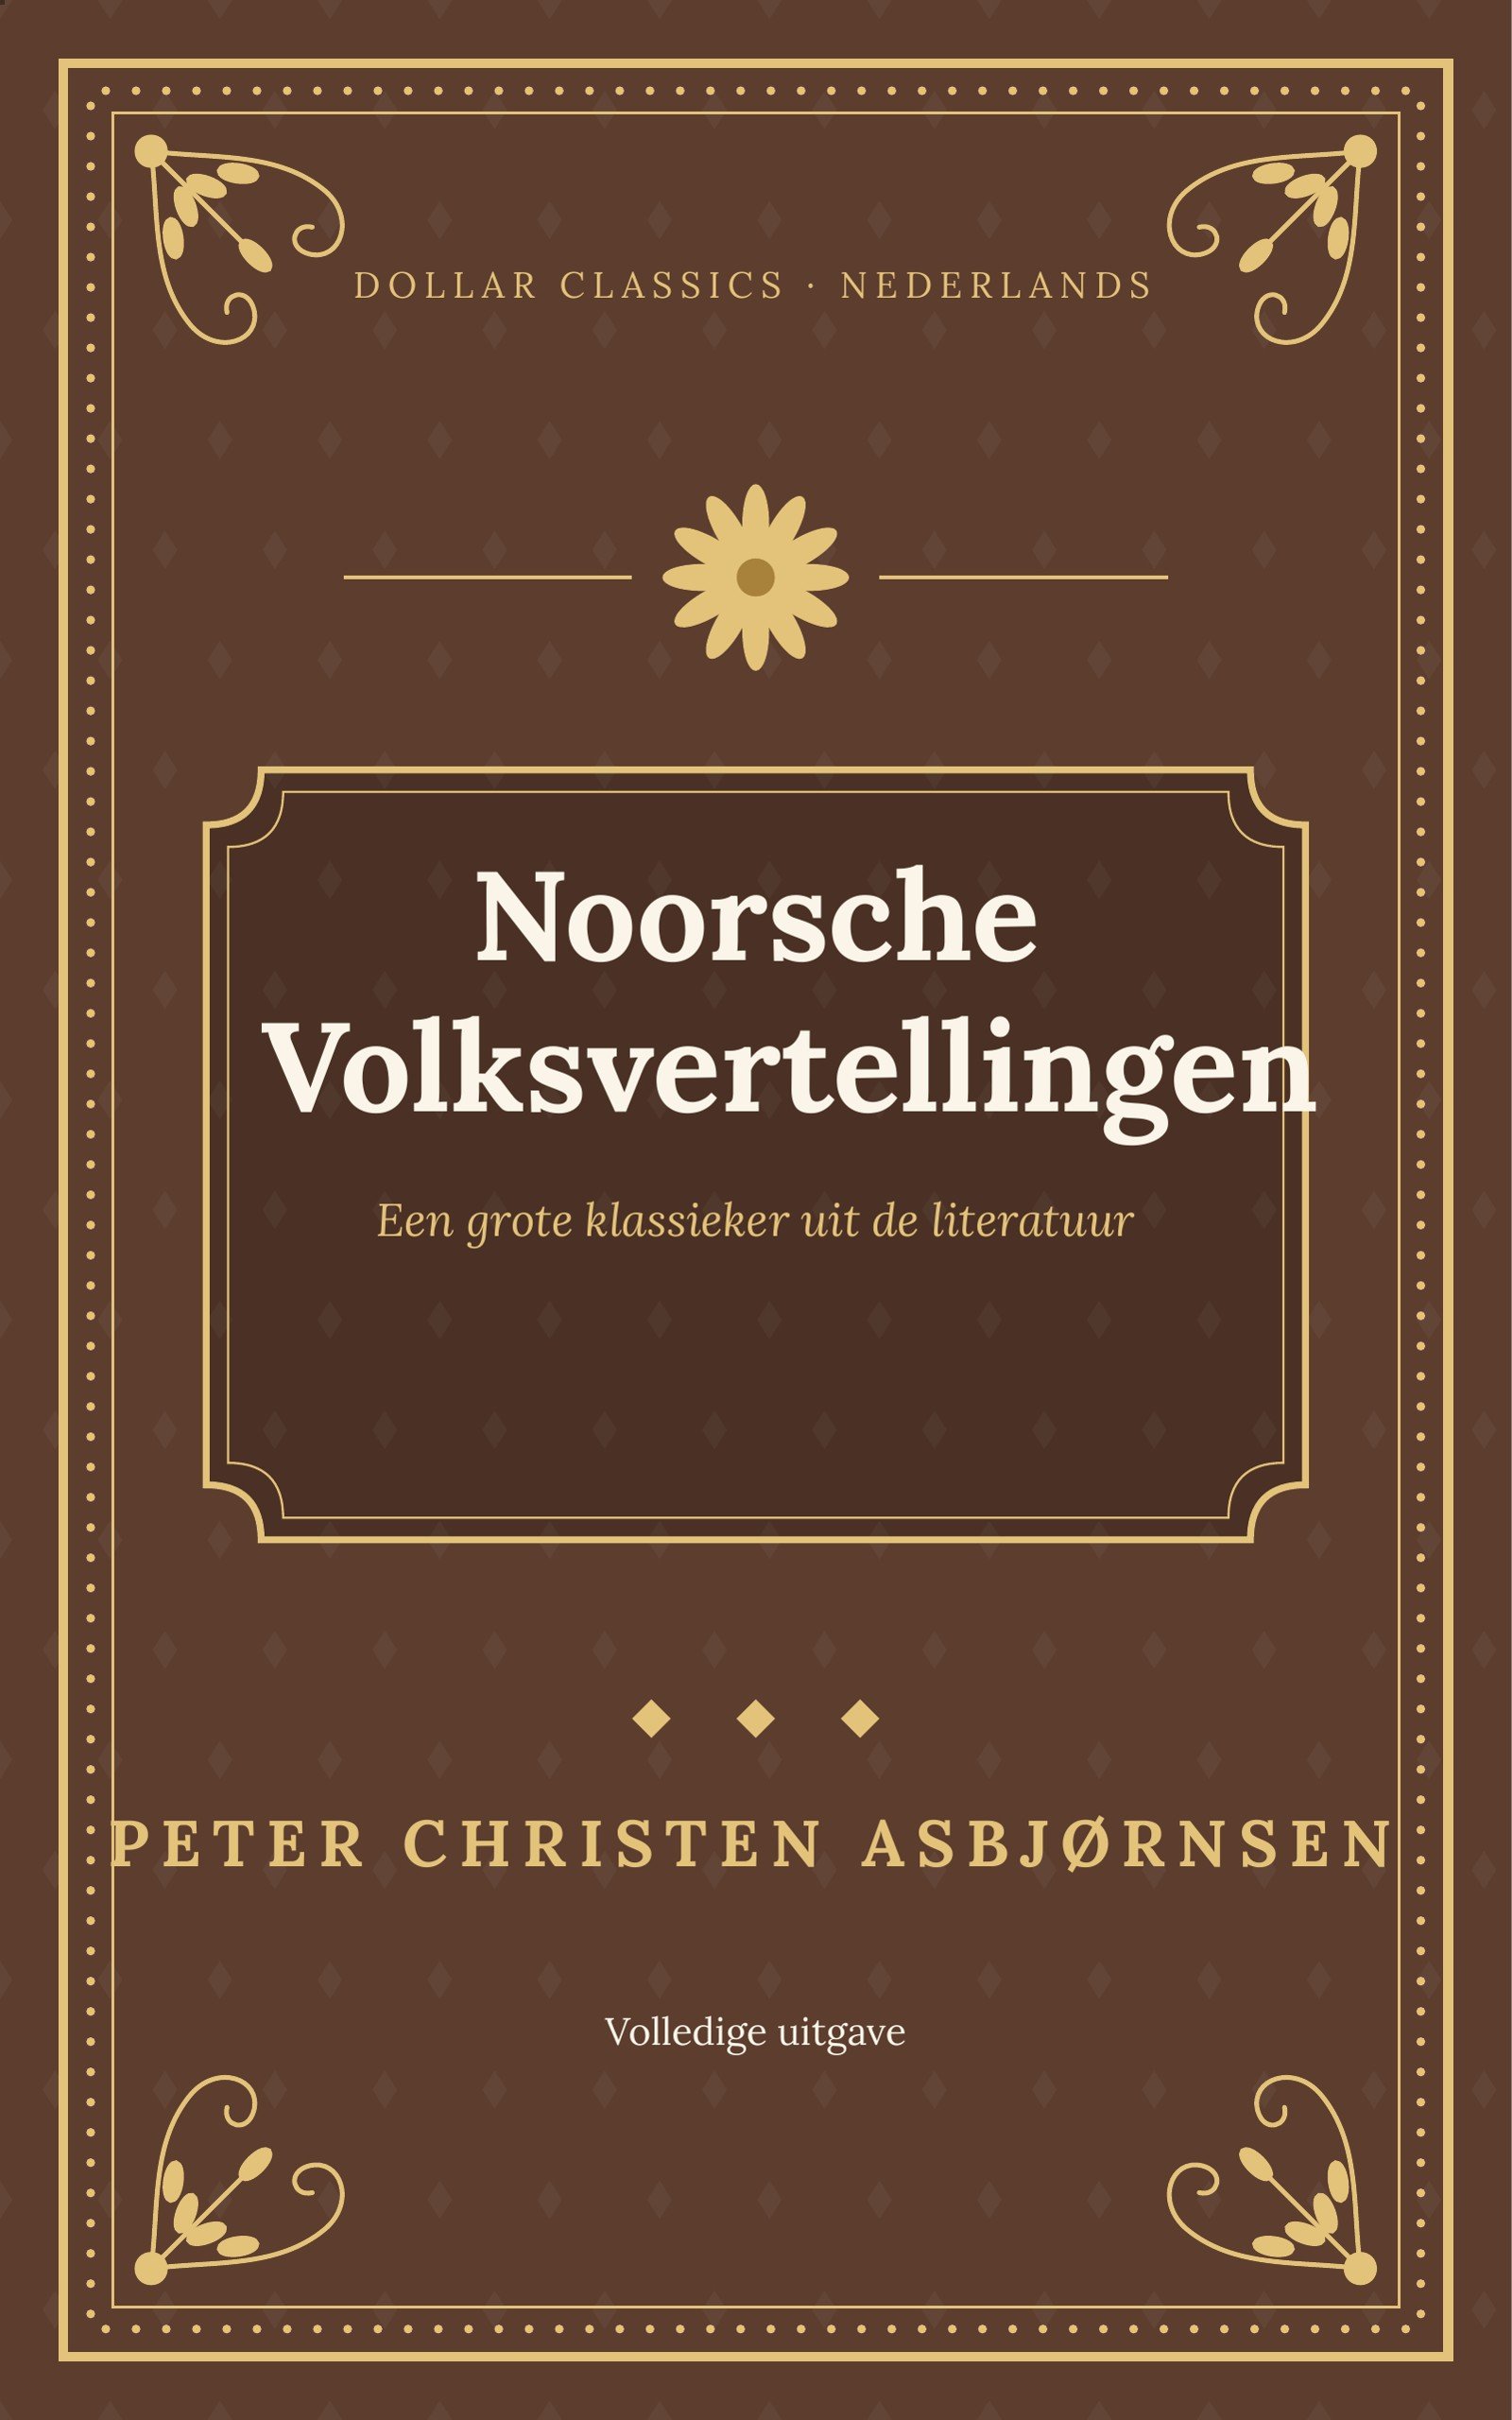 DOLLAR CLASSICS · NEDERLANDS
Noorsche
Volksvertellingen
Een grote klassieker uit de literatuur
PETER CHRISTEN ASBJØRNSEN
Volledige uitgave